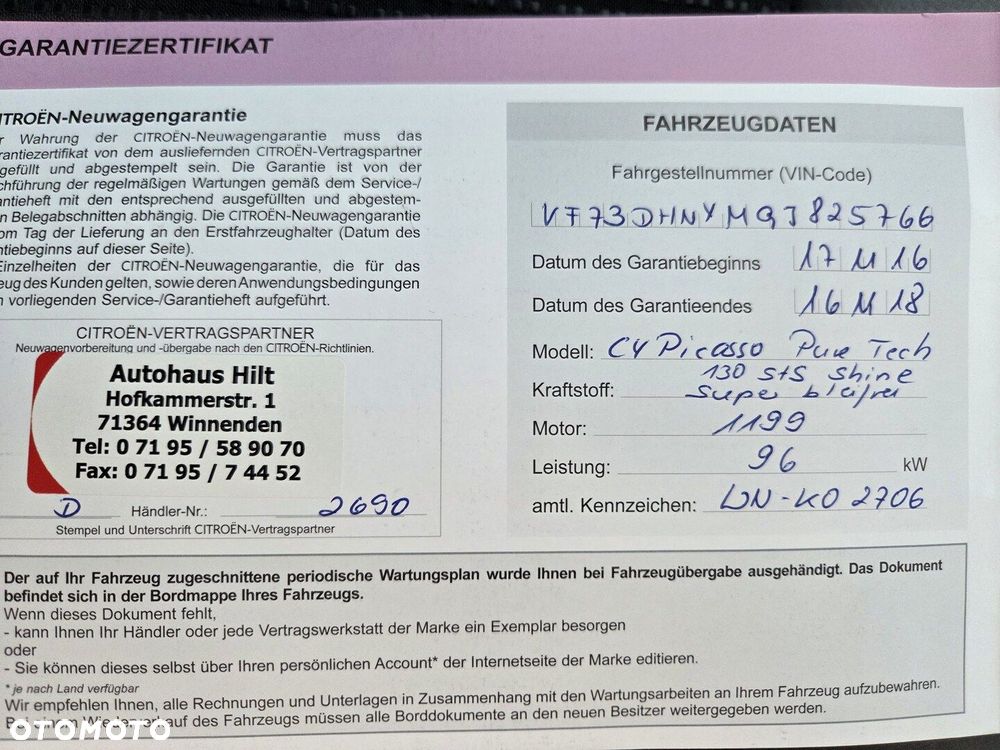 GARANTIEZERTIFIKAT
ITROËN-Neuwagengarantie
r Wahrung der CITROËN-Neuwagengarantie muss das
rantiezertifikat von dem ausliefernden CITROËN-Vertragspartner
gefüllt und abgestempelt sein. Die Garantie ist von der
chführung der regelmäßigen Wartungen gemäß dem Service-/
antieheft mit den entsprechend ausgefüllten und abgestem-
n Belegabschnitten abhängig. Die CITROËN-Neuwagengarantie
om Tag der Lieferung an den Erstfahrzeughalter (Datum des
ntiebeginns auf dieser Seite).
Einzelheiten der CITROËN-Neuwagengarantie, die für das
eug des Kunden gelten, sowie deren Anwendungsbedingungen
n vorliegenden Service-/Garantieheft aufgeführt.
CITROËN-VERTRAGSPARTNER
Neuwagenvorbereitung und -übergabe nach den CITROËN-Richtlinien.
Autohaus Hilt
Hofkammerstr. 1
71364 Winnenden
Tel: 0 71 95 / 58 90 70
Fax: 0 71 95 / 7 44 52
D Händler-Nr.: 2690
Stempel und Unterschrift CITROËN-Vertragspartner
FAHRZEUGDATEN
Fahrgestellnummer (VIN-Code)
VF73DHNYMGJ825766
Datum des Garantiebeginns 17 11 16
Datum des Garantieendes 16 11 18
Modell: C4 Picasso Pure Tech
130 S+S Shine
Kraftstoff: Super bleifrei
Motor: 1199
Leistung: 96 kW
amtl. Kennzeichen: WN-KO 2706
Der auf Ihr Fahrzeug zugeschnittene periodische Wartungsplan wurde Ihnen bei Fahrzeugübergabe ausgehändigt. Das Dokument
befindet sich in der Bordmappe Ihres Fahrzeugs.
Wenn dieses Dokument fehlt,
- kann Ihnen Ihr Händler oder jede Vertragswerkstatt der Marke ein Exemplar besorgen
oder
- Sie können dieses selbst über Ihren persönlichen Account* der Internetseite der Marke editieren.
* je nach Land verfügbar
Wir empfehlen Ihnen, alle Rechnungen und Unterlagen in Zusammenhang mit den Wartungsarbeiten an Ihrem Fahrzeug aufzubewahren.
des Fahrzeugs müssen alle Borddokumente an den neuen Besitzer weitergegeben werden.
OTOMOTO